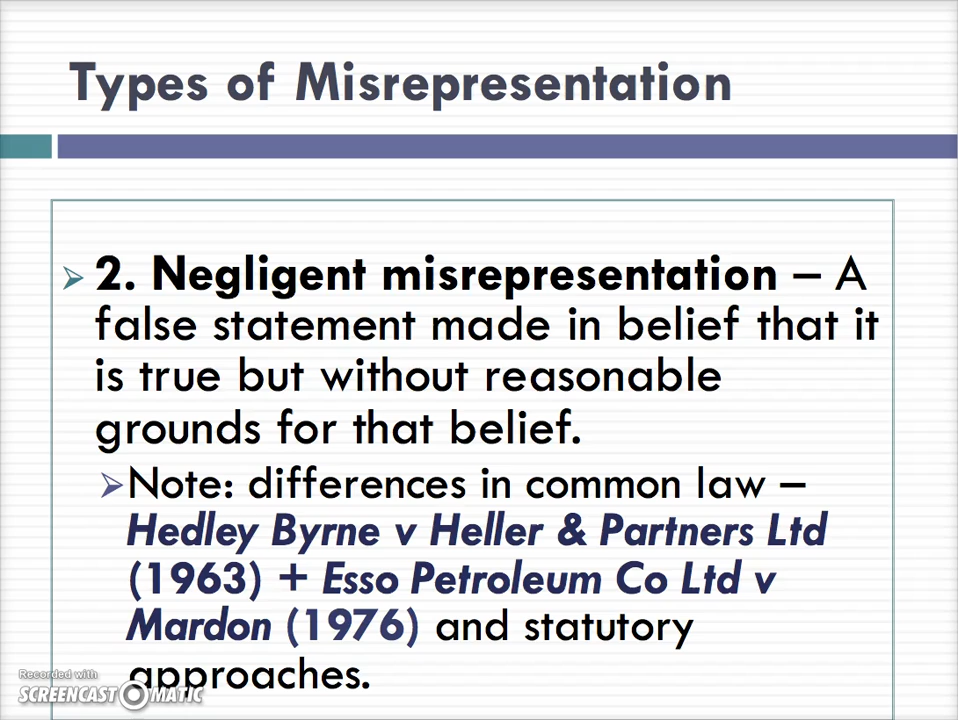 Types of Misrepresentation
2. Negligent misrepresentation – A
false statement made in belief that it
is true but without reasonable
grounds for that belief.
Note: differences in common law –
Hedley Byrne v Heller & Partners Ltd
(1963) + Esso Petroleum Co Ltd v
Mardon (1976) and statutory
approaches.
Recorded with
SCREENCAST MATIC